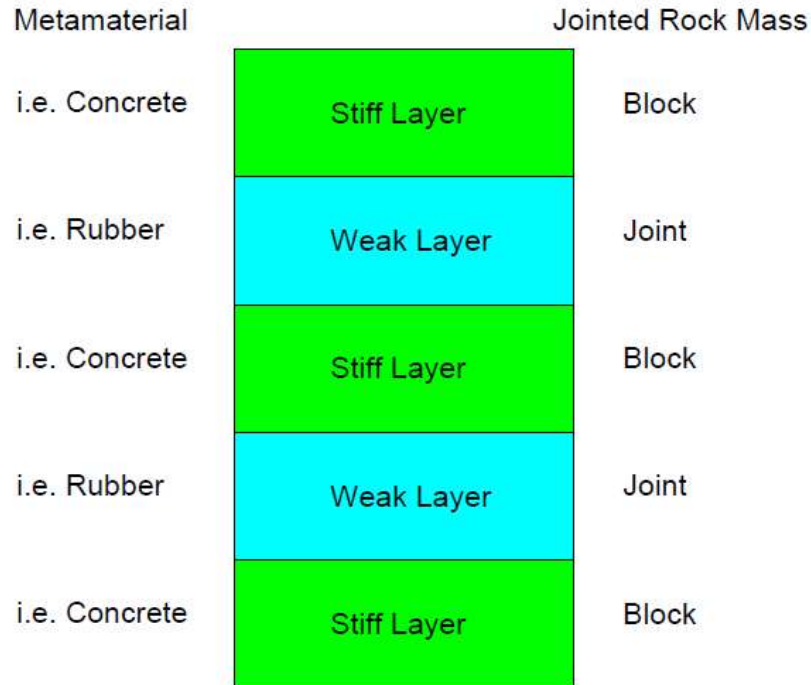 Metamaterial Jointed Rock Mass
i.e. Concrete Stiff Layer Block
i.e. Rubber Weak Layer Joint
i.e. Concrete Stiff Layer Block
i.e. Rubber Weak Layer Joint
i.e. Concrete Stiff Layer Block